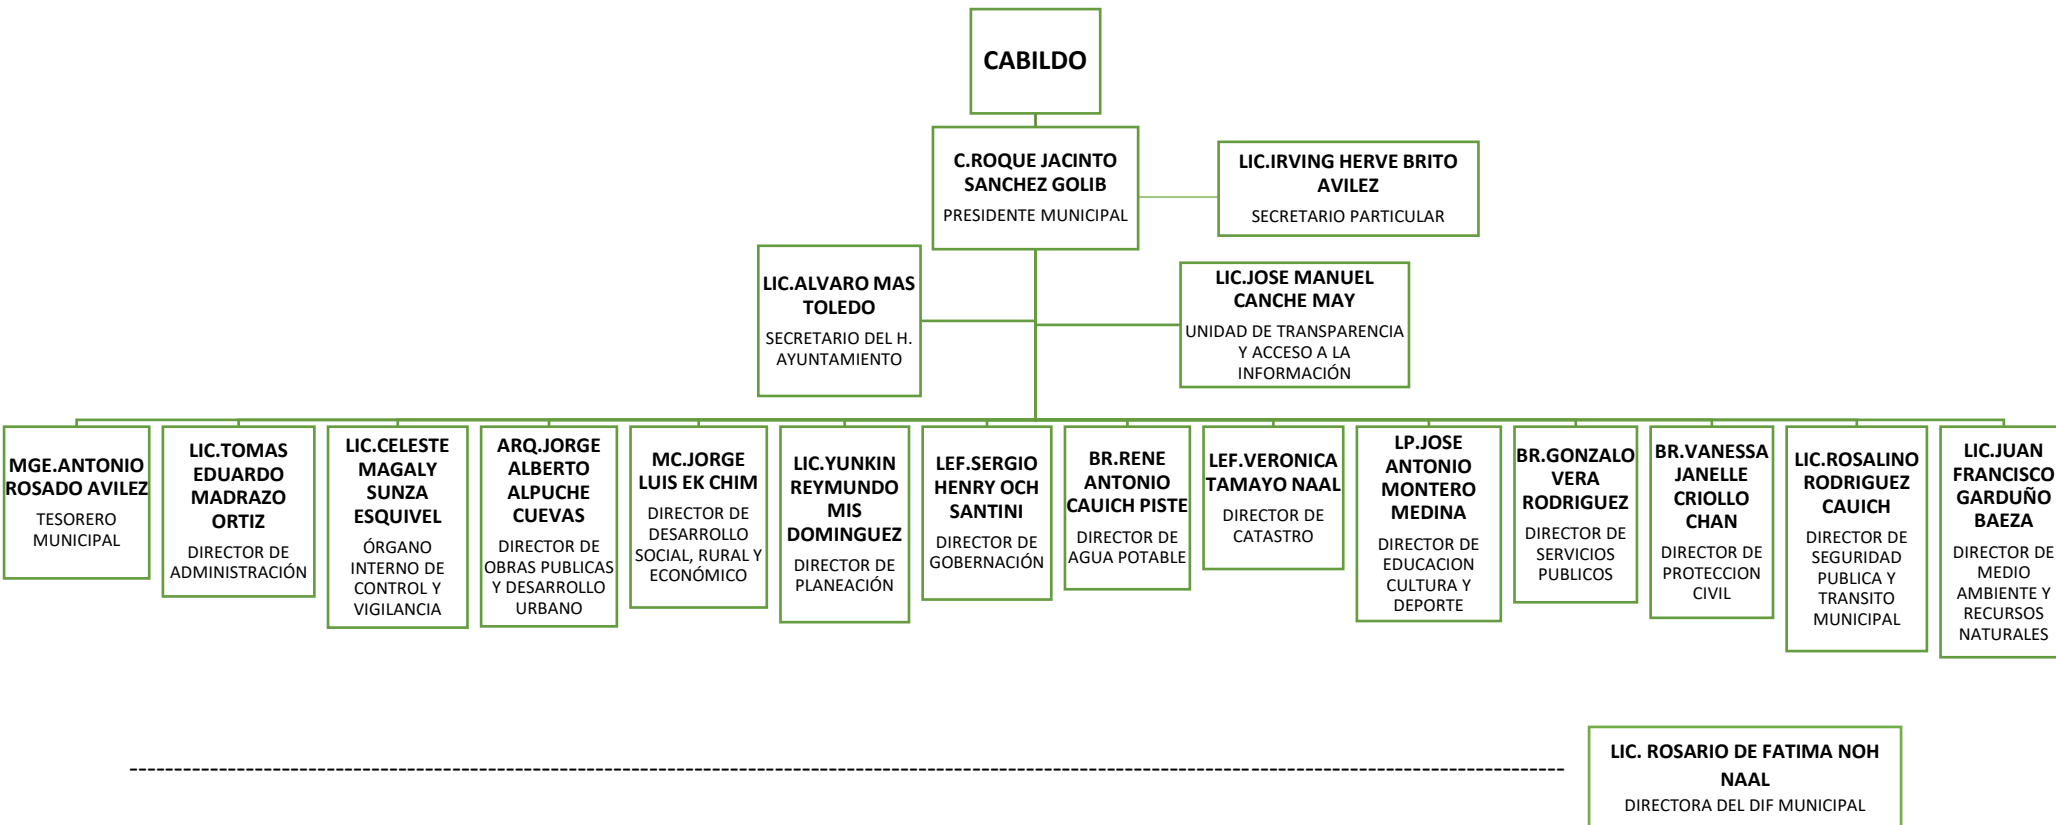 CABILDO
C.ROQUE JACINTO
SANCHEZ GOLIB
PRESIDENTE MUNICIPAL
LIC.IRVING HERVE BRITO
AVILEZ
SECRETARIO PARTICULAR
LIC.ALVARO MAS
TOLEDO
SECRETARIO DEL H.
AYUNTAMIENTO
LIC.JOSE MANUEL
CANCHE MAY
UNIDAD DE TRANSPARENCIA
Y ACCESO A LA
INFORMACIÓN
MGE.ANTONIO
ROSADO AVILEZ
TESORERO
MUNICIPAL
LIC.TOMAS
EDUARDO
MADRAZO
ORTIZ
DIRECTOR DE
ADMINISTRACIÓN
LIC.CELESTE
MAGALY
SUNZA
ESQUIVEL
ÓRGANO
INTERNO DE
CONTROL Y
VIGILANCIA
ARQ.JORGE
ALBERTO
ALPUCHE
CUEVAS
DIRECTOR DE
OBRAS PUBLICAS
Y DESARROLLO
URBANO
MC.JORGE
LUIS EK CHIM
DIRECTOR DE
DESARROLLO
SOCIAL, RURAL Y
ECONÓMICO
LIC.YUNKIN
REYMUNDO
MIS
DOMINGUEZ
DIRECTOR DE
PLANEACIÓN
LEF.SERGIO
HENRY OCH
SANTINI
DIRECTOR DE
GOBERNACIÓN
BR.RENE
ANTONIO
CAUICH PISTE
DIRECTOR DE
AGUA POTABLE
LEF.VERONICA
TAMAYO NAAL
DIRECTOR DE
CATASTRO
LP.JOSE
ANTONIO
MONTERO
MEDINA
DIRECTOR DE
EDUCACION
CULTURA Y
DEPORTE
BR.GONZALO
VERA
RODRIGUEZ
DIRECTOR DE
SERVICIOS
PUBLICOS
BR.VANESSA
JANELLE
CRIOLLO
CHAN
DIRECTOR DE
PROTECCION
CIVIL
LIC.ROSALINO
RODRIGUEZ
CAUICH
DIRECTOR DE
SEGURIDAD
PUBLICA Y
TRANSITO
MUNICIPAL
LIC.JUAN
FRANCISCO
GARDUÑO
BAEZA
DIRECTOR DE
MEDIO
AMBIENTE Y
RECURSOS
NATURALES
LIC. ROSARIO DE FATIMA NOH
NAAL
DIRECTORA DEL DIF MUNICIPAL